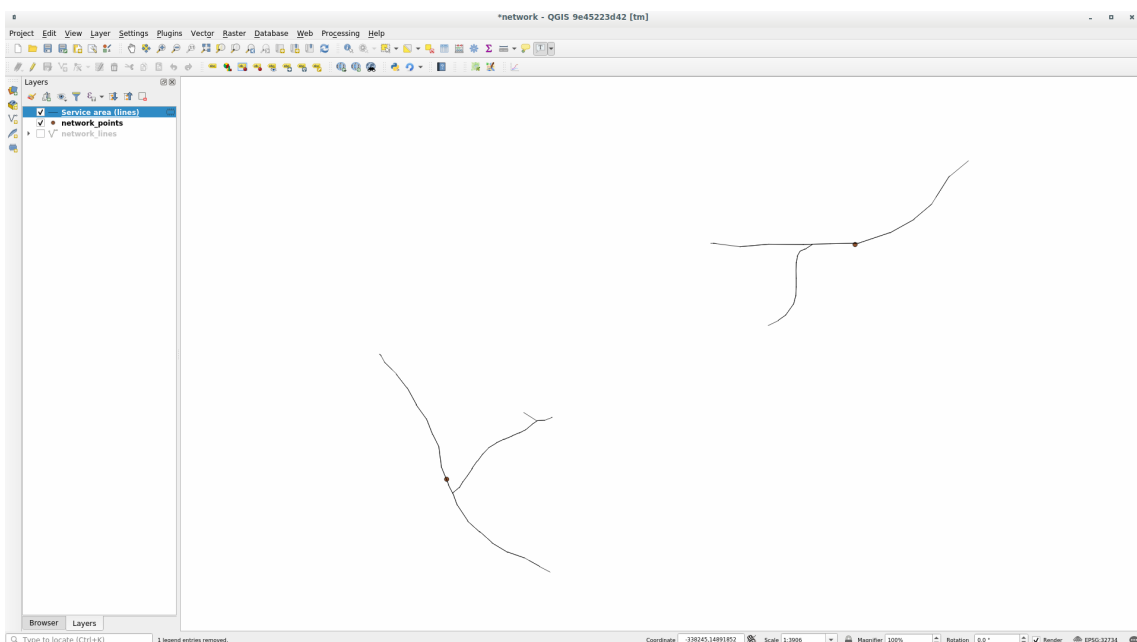 *network - QGIS 9e45223d42 [tm]
Project Edit View Layer Settings Plugins Vector Raster Database Web Processing Help
Layers
Service area (lines)
network_points
network_lines
Browser Layers
Type to locate (Ctrl+K) 1 legend entries removed. Coordinate -338245,14891852 Scale 1:3906 Magnifier 100% Rotation 0,0 ° Render EPSG:32734